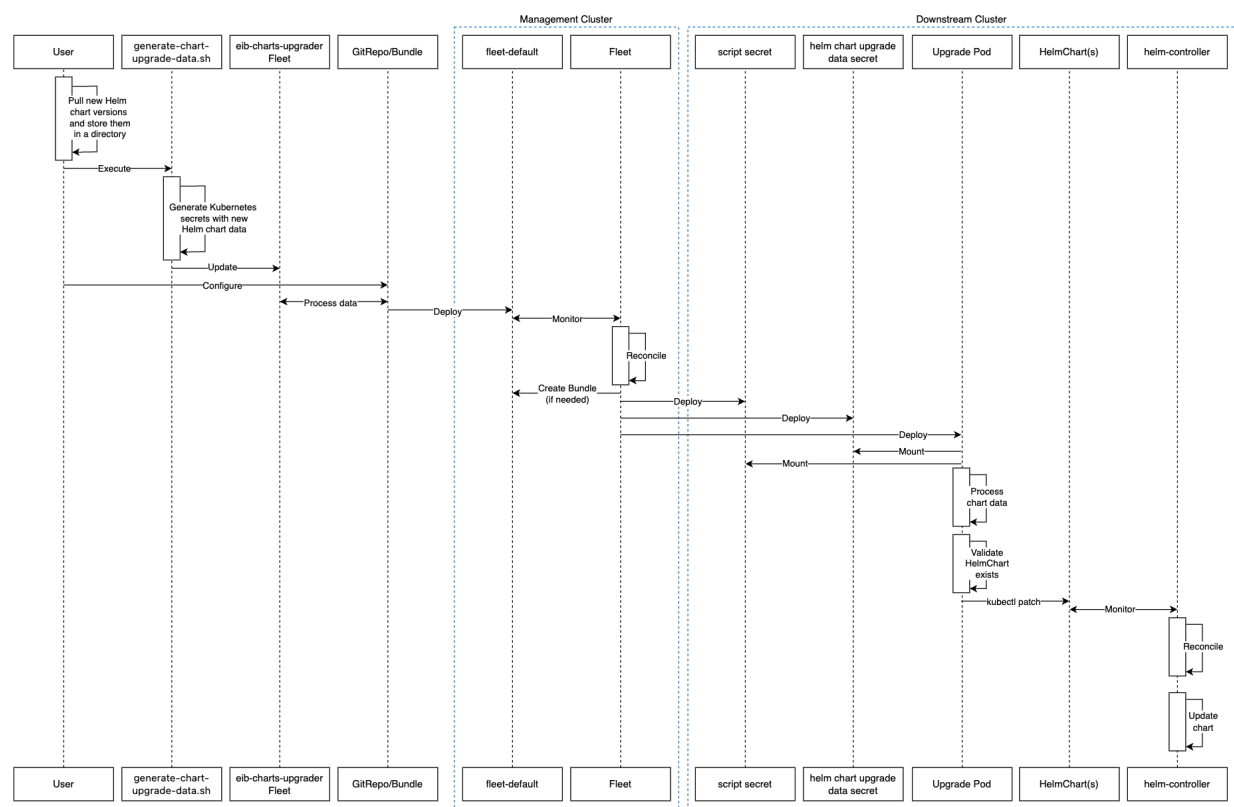 Management Cluster
Downstream Cluster
User
generate-chart-
upgrade-data.sh
eib-charts-upgrader
Fleet
GitRepo/Bundle
fleet-default
Fleet
script secret
helm chart upgrade
data secret
Upgrade Pod
HelmChart(s)
helm-controller
Pull new Helm
chart versions
and store them
in a directory
Execute
Generate Kubernetes
secrets with new
Helm chart data
Update
Configure
Process data
Deploy
Monitor
Reconcile
Create Bundle
(if needed)
Deploy
Deploy
Deploy
Mount
Mount
Process
chart data
Validate
HelmChart
exists
kubectl patch
Monitor
Reconcile
Update
chart
User
generate-chart-
upgrade-data.sh
eib-charts-upgrader
Fleet
GitRepo/Bundle
fleet-default
Fleet
script secret
helm chart upgrade
data secret
Upgrade Pod
HelmChart(s)
helm-controller